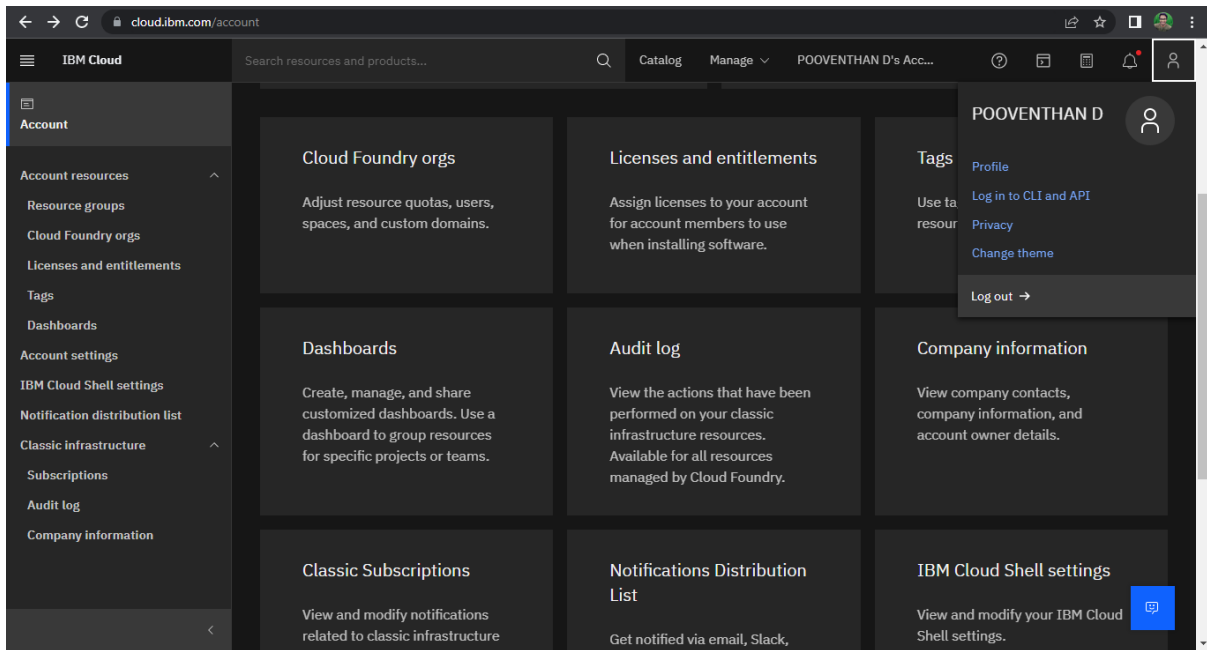 cloud.ibm.com/account
IBM Cloud
Search resources and products...
Catalog
Manage
POOVENTHAN D's Acc...
Account
Account resources
Resource groups
Cloud Foundry orgs
Licenses and entitlements
Tags
Dashboards
Account settings
IBM Cloud Shell settings
Notification distribution list
Classic infrastructure
Subscriptions
Audit log
Company information
Cloud Foundry orgs
Adjust resource quotas, users,
spaces, and custom domains.
Licenses and entitlements
Assign licenses to your account
for account members to use
when installing software.
Tags
Use ta
resour
POOVENTHAN D
Profile
Log in to CLI and API
Privacy
Change theme
Log out →
Dashboards
Create, manage, and share
customized dashboards. Use a
dashboard to group resources
for specific projects or teams.
Audit log
View the actions that have been
performed on your classic
infrastructure resources.
Available for all resources
managed by Cloud Foundry.
Company information
View company contacts,
company information, and
account owner details.
Classic Subscriptions
View and modify notifications
related to classic infrastructure
Notifications Distribution
List
Get notified via email, Slack,
IBM Cloud Shell settings
View and modify your IBM Cloud
Shell settings.